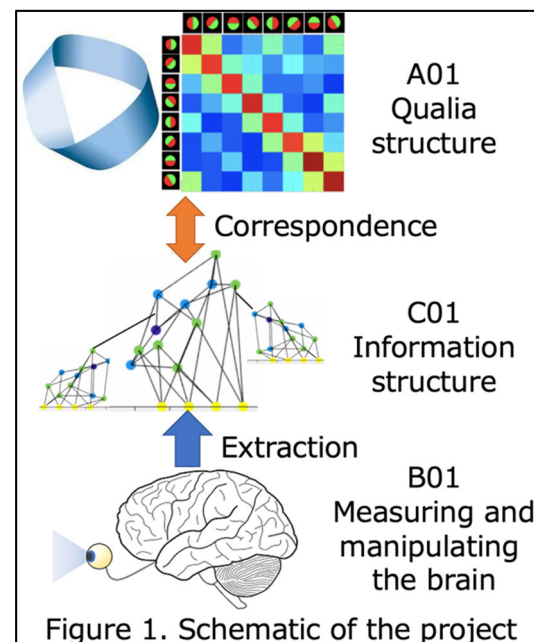 A01
Qualia
structure
Correspondence
C01
Information
structure
Extraction
B01
Measuring and
manipulating
the brain
Figure 1. Schematic of the project